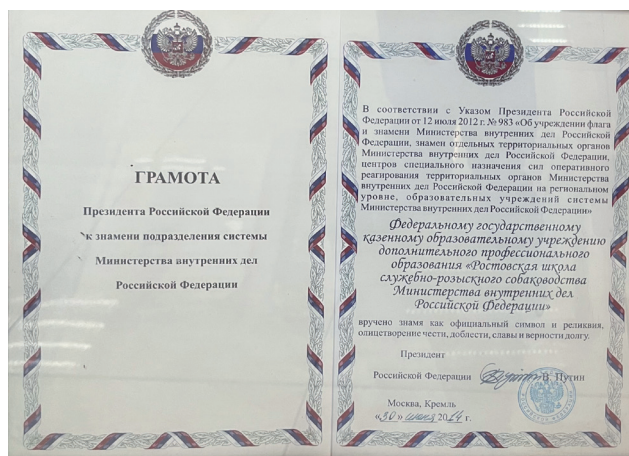 ГРАМОТА
Президента Российской Федерации
к знамени подразделения системы
Министерства внутренних дел
Российской Федерации
В соответствии с Указом Президента Российской
Федерации от 12 июля 2012 г. № 983 «Об учреждении флага
и знамени Министерства внутренних дел Российской
Федерации, знамен отдельных территориальных органов
Министерства внутренних дел Российской Федерации,
центров специального назначения сил оперативного
реагирования территориальных органов Министерства
внутренних дел Российской Федерации на региональном
уровне, образовательных учреждений системы
Министерства внутренних дел Российской Федерации»
Федеральному государственному
казенному образовательному учреждению
дополнительного профессионального
образования «Ростовская школа
служебно-розыскного собаководства
Министерства внутренних дел
Российской Федерации»
вручено знамя как официальный символ и реликвия,
олицетворение чести, доблести, славы и верности долгу.
Президент
Российской Федерации В. Путин
Москва, Кремль
«30» июня 2014 г.